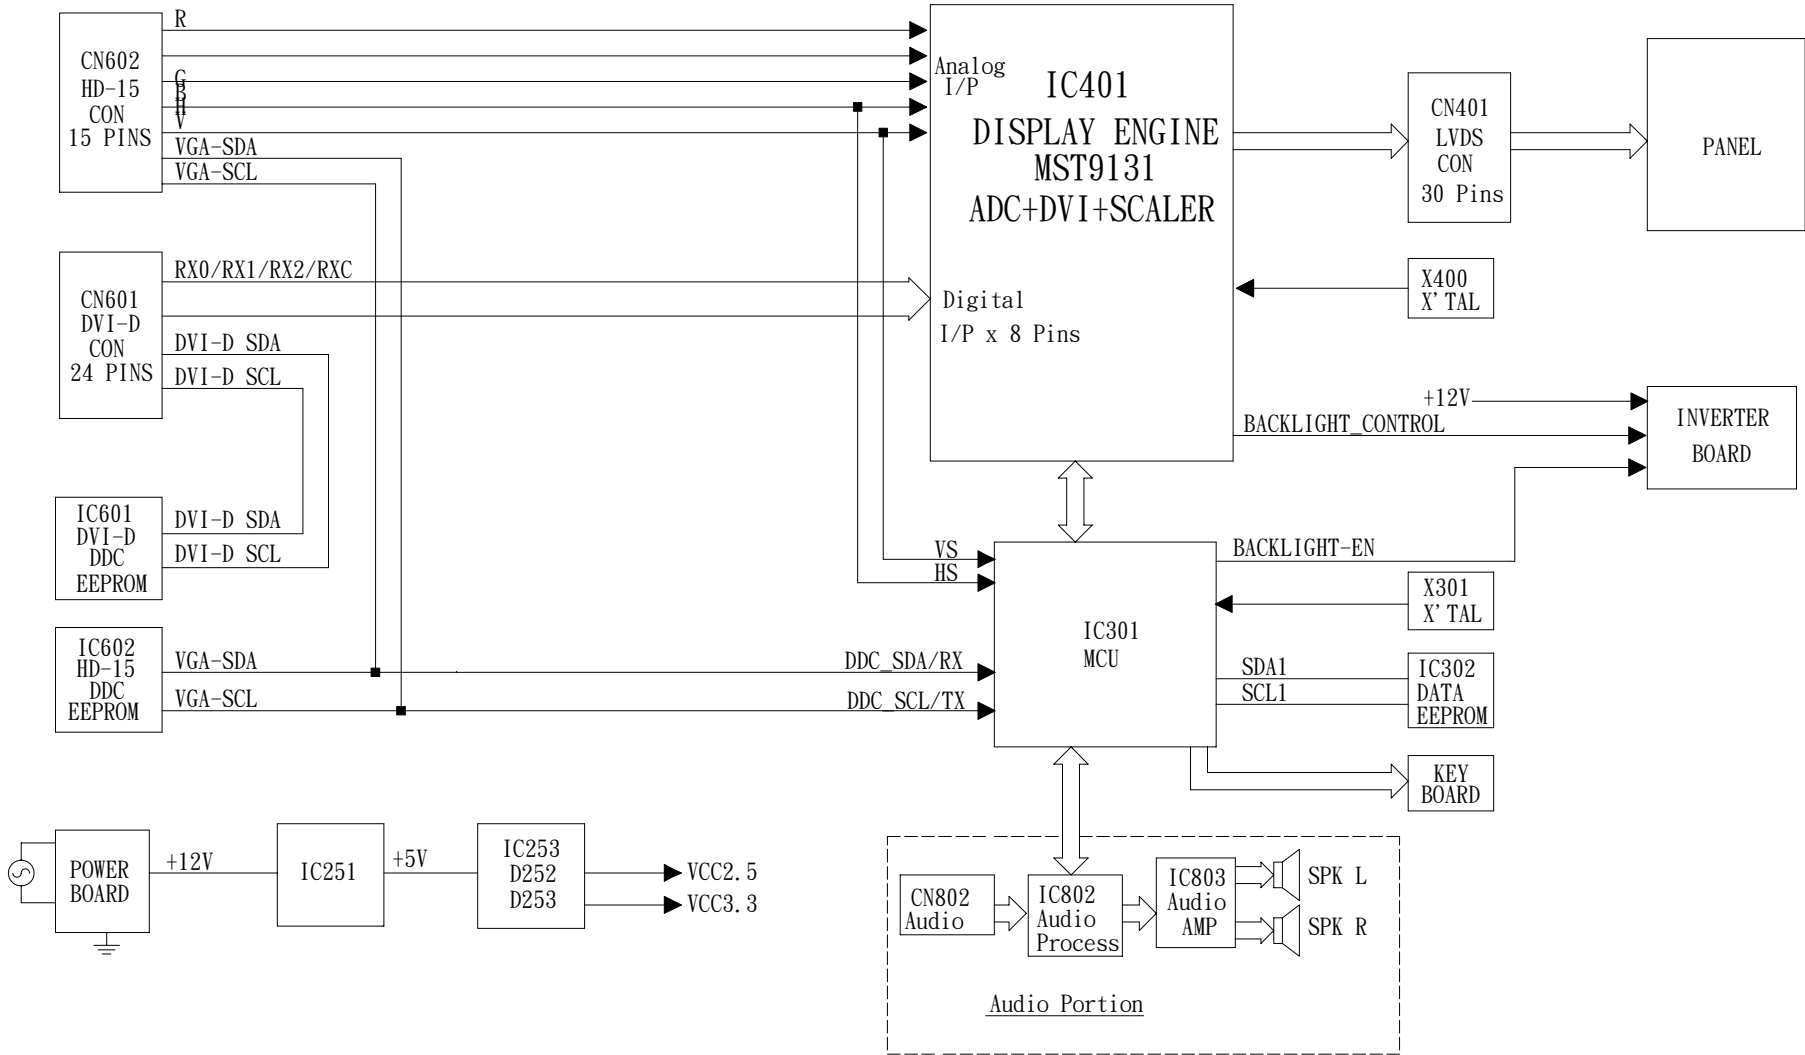 R
G
B
H
V
VGA-SDA
VGA-SCL
CN602
HD-15
CON
15 PINS
Analog
I/P
IC401
DISPLAY ENGINE
MST9131
ADC+DVI+SCALER
CN401
LVDS
CON
30 Pins
PANEL
CN601
DVI-D
CON
24 PINS
RX0/RX1/RX2/RXC
DVI-D SDA
DVI-D SCL
Digital
I/P x 8 Pins
X400
X'TAL
+12V
BACKLIGHT_CONTROL
INVERTER
BOARD
IC601
DVI-D
DDC
EEPROM
DVI-D SDA
DVI-D SCL
VS
HS
BACKLIGHT-EN
X301
X'TAL
IC301
MCU
IC602
HD-15
DDC
EEPROM
VGA-SDA
VGA-SCL
DDC_SDA/RX
DDC_SCL/TX
SDA1
SCL1
IC302
DATA
EEPROM
KEY
BOARD
POWER
BOARD
+12V
IC251
+5V
IC253
D252
D253
VCC2.5
VCC3.3
CN802
Audio
IC802
Audio
Process
IC803
Audio
AMP
SPK L
SPK R
Audio Portion